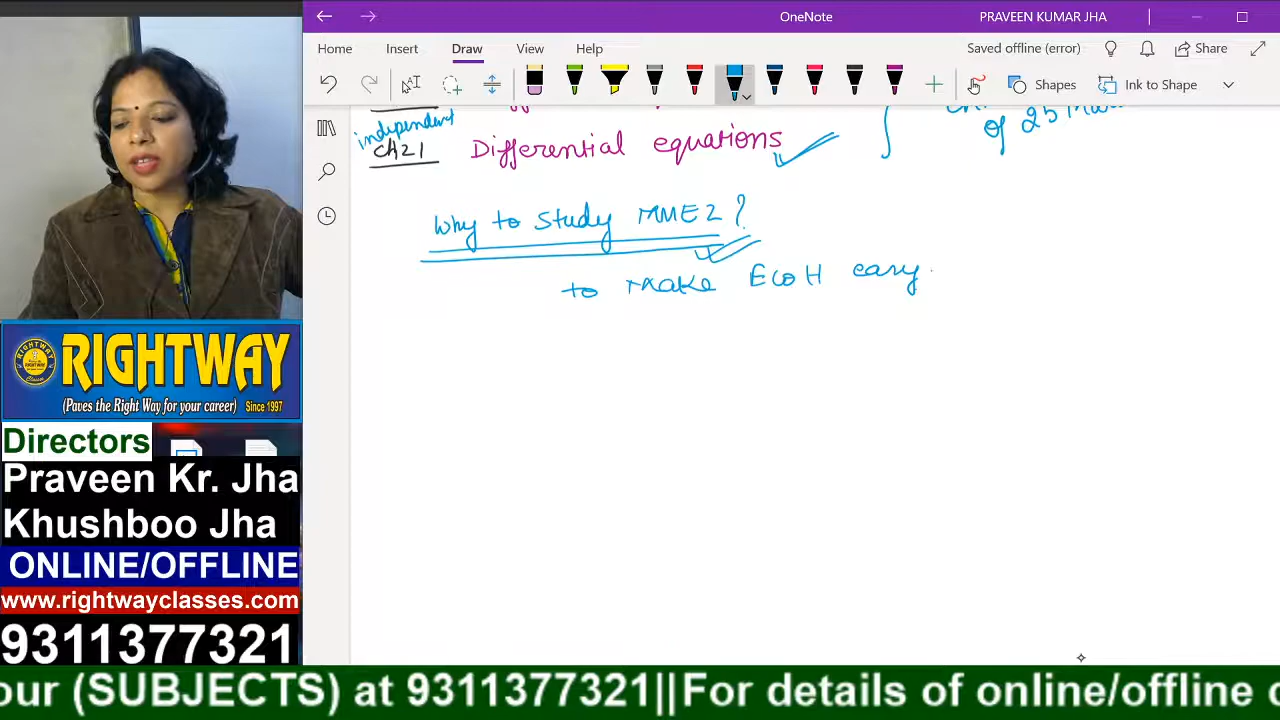 OneNote
PRAVEEN KUMAR JHA
Home Insert Draw View Help
Saved offline (error)
Share
Shapes
Ink to Shape
independent
of 25
Ch21 Differential equations
Why to study MME2?
to make EcoH easy.
RIGHTWAY
RIGHTWAY
(Paves the Right Way for your career) Since 1997
Directors
Praveen Kr. Jha
Khushboo Jha
ONLINE/OFFLINE
www.rightwayclasses.com
9311377321
our (SUBJECTS) at 9311377321||For details of online/offline c